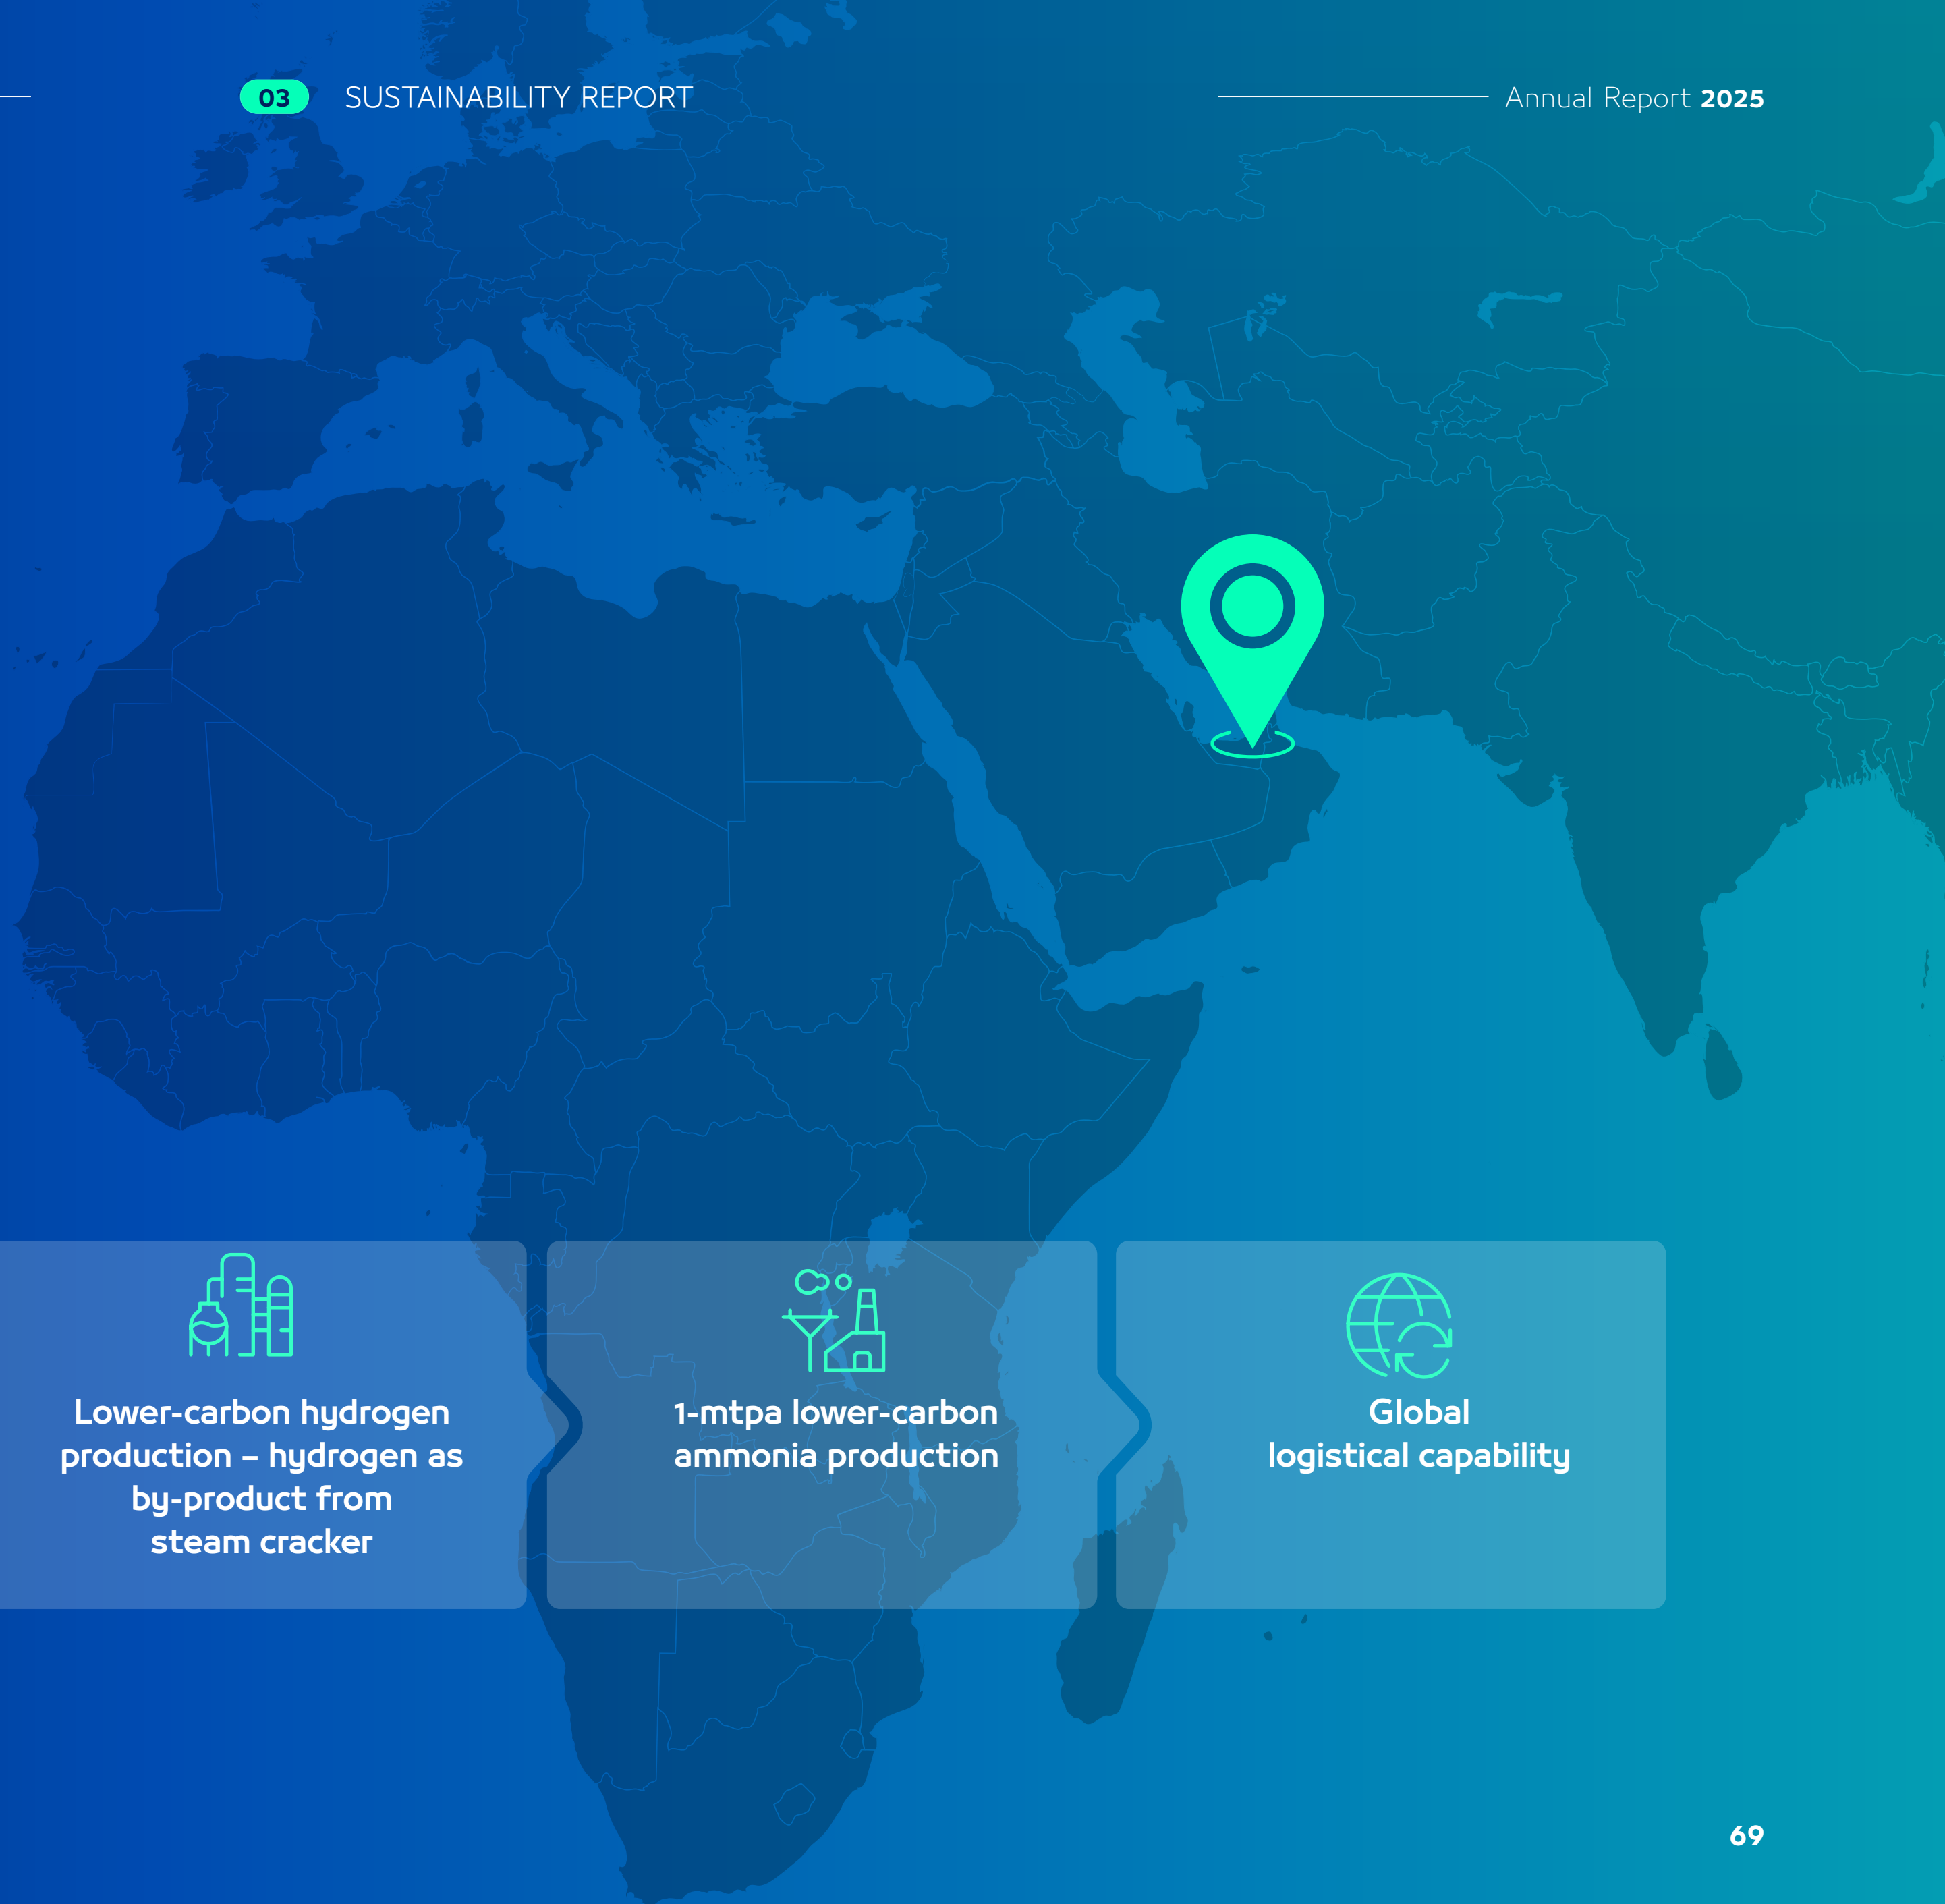 03 SUSTAINABILITY REPORT
Annual Report 2025
Lower-carbon hydrogen
production – hydrogen as
by-product from
steam cracker
1-mtpa lower-carbon
ammonia production
Global
logistical capability
69